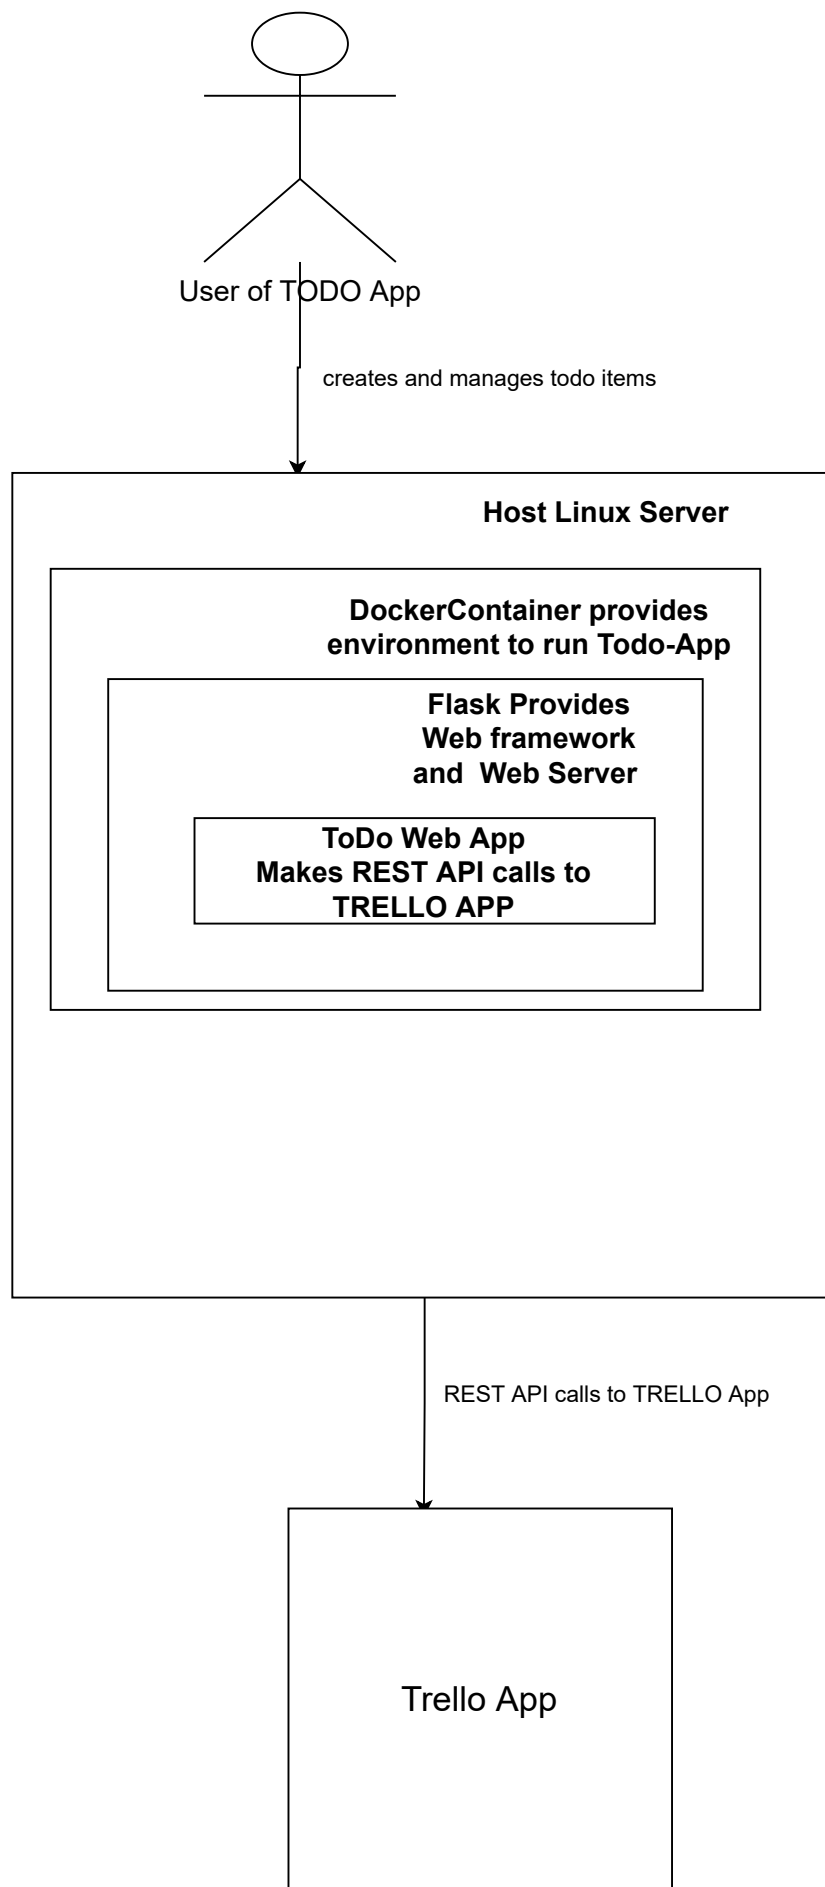 User of TODO App
creates and manages todo items
Host Linux Server
DockerContainer provides
environment to run Todo-App
Flask Provides
Web framework
and  Web Server
ToDo Web App
Makes REST API calls to
TRELLO APP
REST API calls to TRELLO App
Trello App